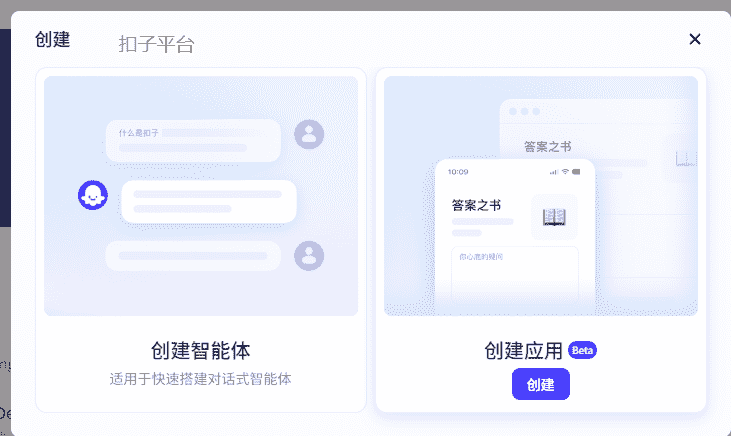 创建
扣子平台
什么是扣子
答案之书
10:09
答案之书
你心底的疑问
创建智能体
适用于快速搭建对话式智能体
创建应用 Beta
创建